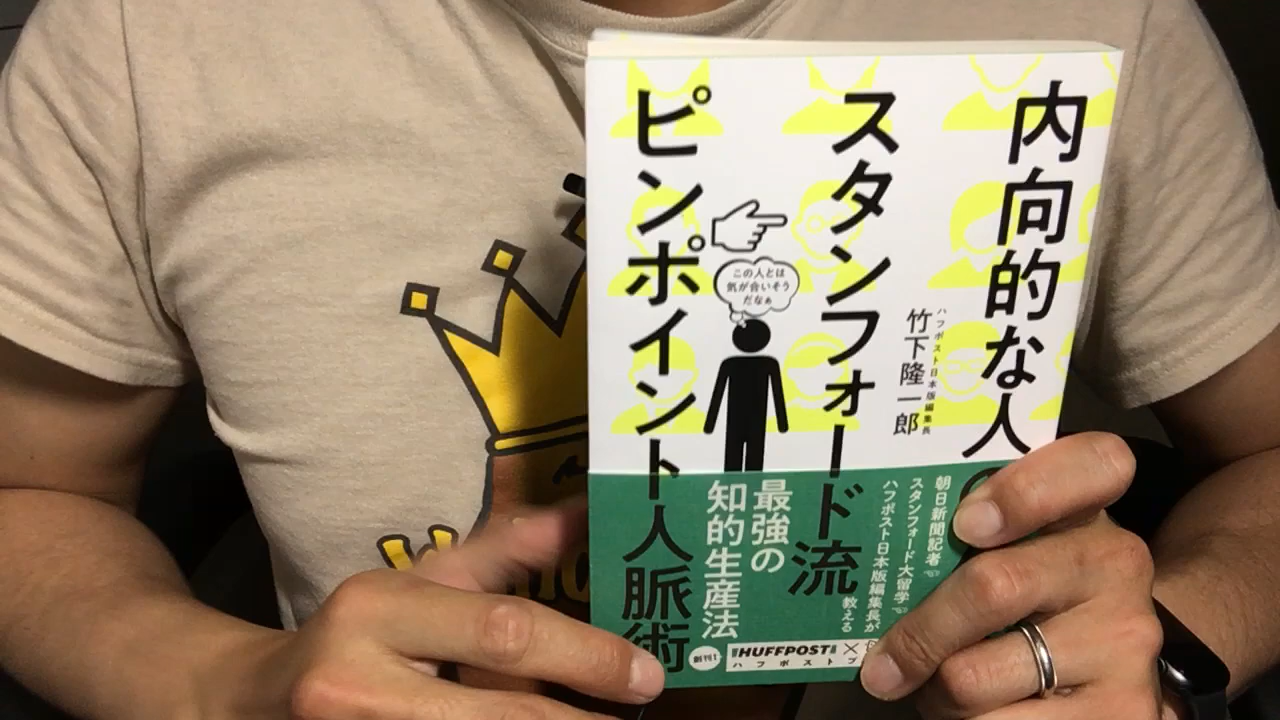 内向的な人
スタンフォード流
ピンポイント人脈術
ハフポスト日本版編集長
竹下隆一郎
この人とは
気が合いそう
だなぁ
朝日新聞記者☞
スタンフォード大留学☞
ハフポスト日本版編集長が
教える
最強の
知的生産法
創刊!
HUFFPOST
×
ハフポストブ